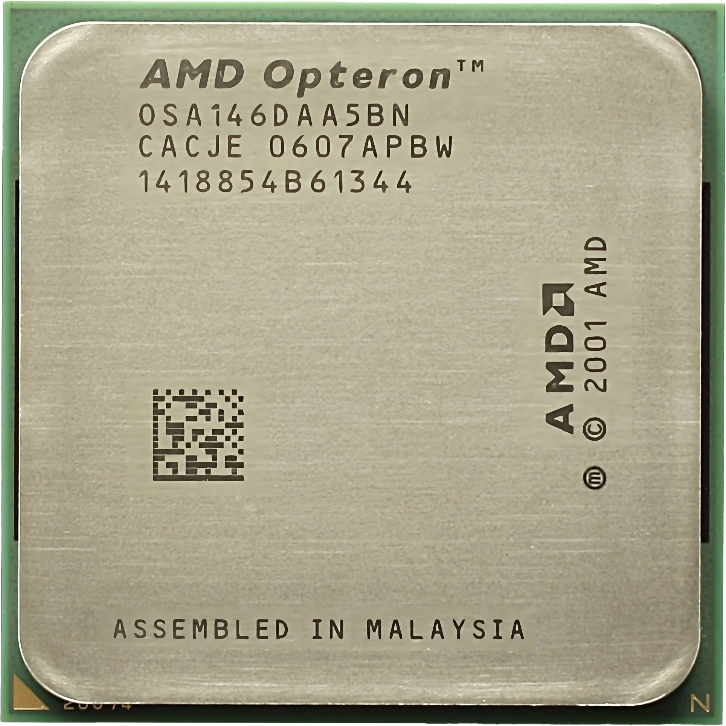 AMD Opteron™
OSA146DAA5BN
CACJE 0607APBW
1418854B61344
AMD
© 2001 AMD
ⓜ
ASSEMBLED IN MALAYSIA
N